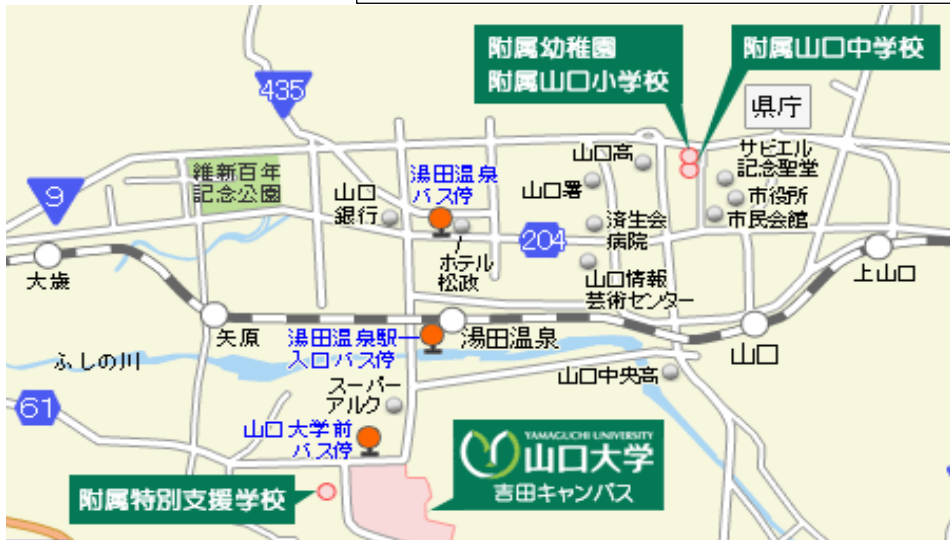 附属幼稚園
附属山口小学校
附属山口中学校
435
県庁
山口高
サビエル
記念聖堂
維新百年
記念公園
湯田温泉
バス停
山口署
9
山口
銀行
市役所
市民会館
済生会
病院
204
ホテル
松政
山口情報
芸術センター
大歳
上山口
矢原
湯田温泉駅
入口バス停
湯田温泉
山口
ふしの川
スーパー
アルク
山口中央高
61
山口大学前
バス停
YAMAGUCHI UNIVERSITY
山口大学
吉田キャンパス
附属特別支援学校